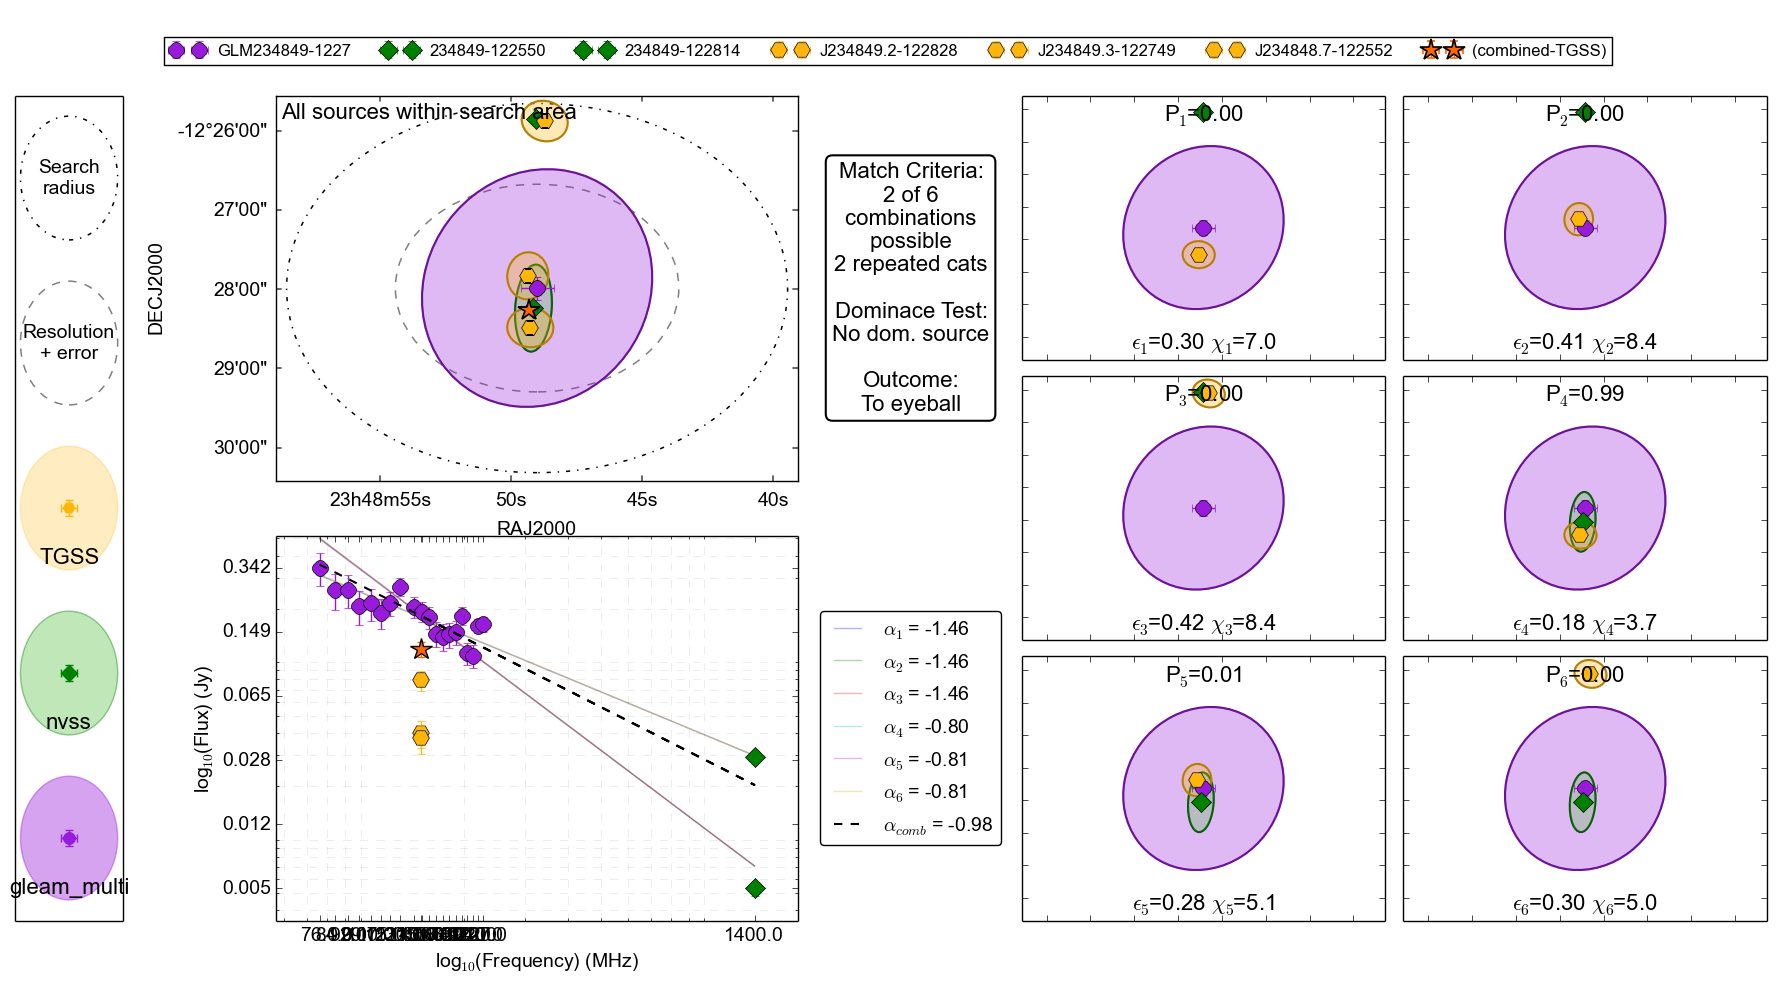 GLM234849-1227 234849-122550 234849-122814 J234849.2-122828 J234849.3-122749 J234848.7-122552 (combined-TGSS)
Search
radius
Resolution
+ error
TGSS
nvss
gleam_multi
All sources within search area
DECJ2000
-12°26'00"
27'00"
28'00"
29'00"
30'00"
23h48m55s 50s 45s 40s
RAJ2000
Match Criteria:
2 of 6
combinations
possible
2 repeated cats
Dominace Test:
No dom. source
Outcome:
To eyeball
log₁₀(Flux) (Jy)
0.342
0.149
0.065
0.028
0.012
0.005
1400.0
log₁₀(Frequency) (MHz)
α₁ = -1.46
α₂ = -1.46
α₃ = -1.46
α₄ = -0.80
α₅ = -0.81
α₆ = -0.81
α_comb = -0.98
P₁=0.00
ϵ₁=0.30 χ₁=7.0
P₂=0.00
ϵ₂=0.41 χ₂=8.4
P₃=0.00
ϵ₃=0.42 χ₃=8.4
P₄=0.99
ϵ₄=0.18 χ₄=3.7
P₅=0.01
ϵ₅=0.28 χ₅=5.1
P₆=0.00
ϵ₆=0.30 χ₆=5.0